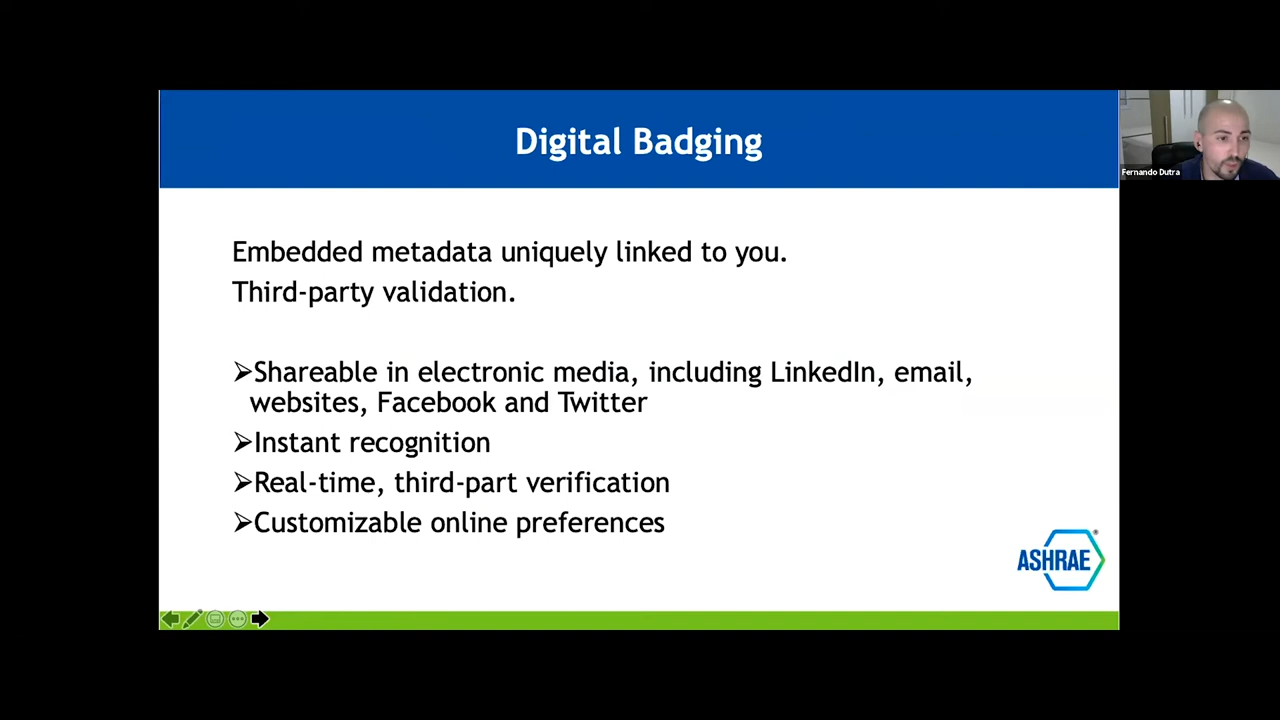 Digital Badging
Fernando Dutra
Embedded metadata uniquely linked to you.
Third-party validation.
➢Shareable in electronic media, including LinkedIn, email,
websites, Facebook and Twitter
➢Instant recognition
➢Real-time, third-part verification
➢Customizable online preferences
ASHRAE®